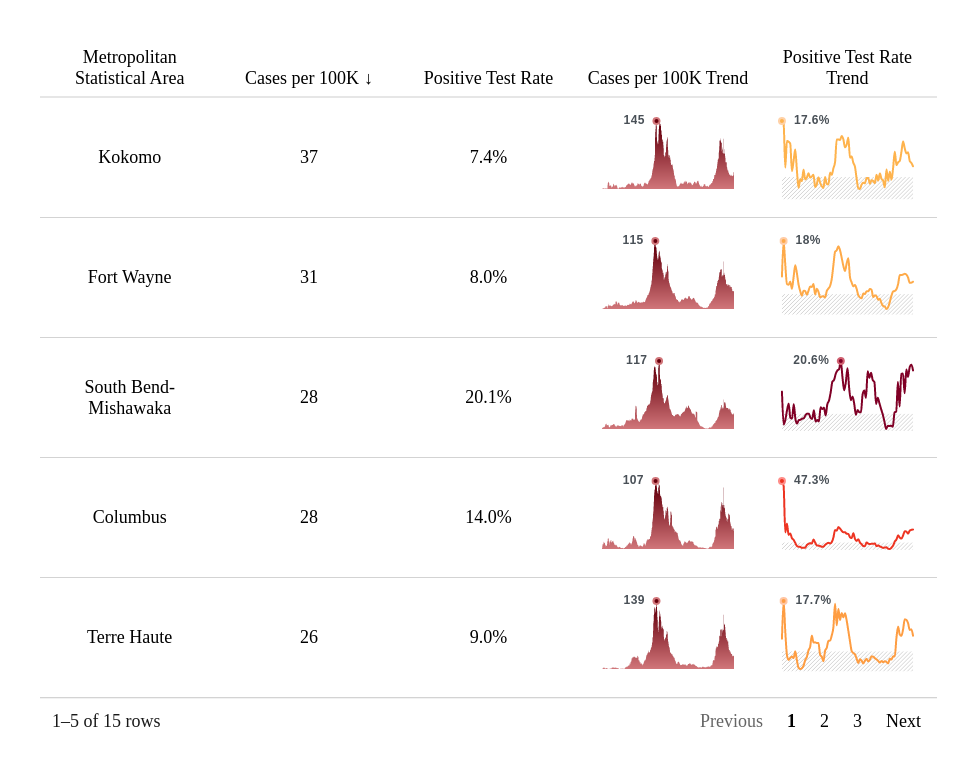 Metropolitan
Statistical Area
Cases per 100K ↓
Positive Test Rate
Cases per 100K Trend
Positive Test Rate
Trend
Kokomo
37
7.4%
145
17.6%
Fort Wayne
31
8.0%
115
18%
South Bend-
Mishawaka
28
20.1%
117
20.6%
Columbus
28
14.0%
107
47.3%
Terre Haute
26
9.0%
139
17.7%
1–5 of 15 rows
Previous 1 2 3 Next